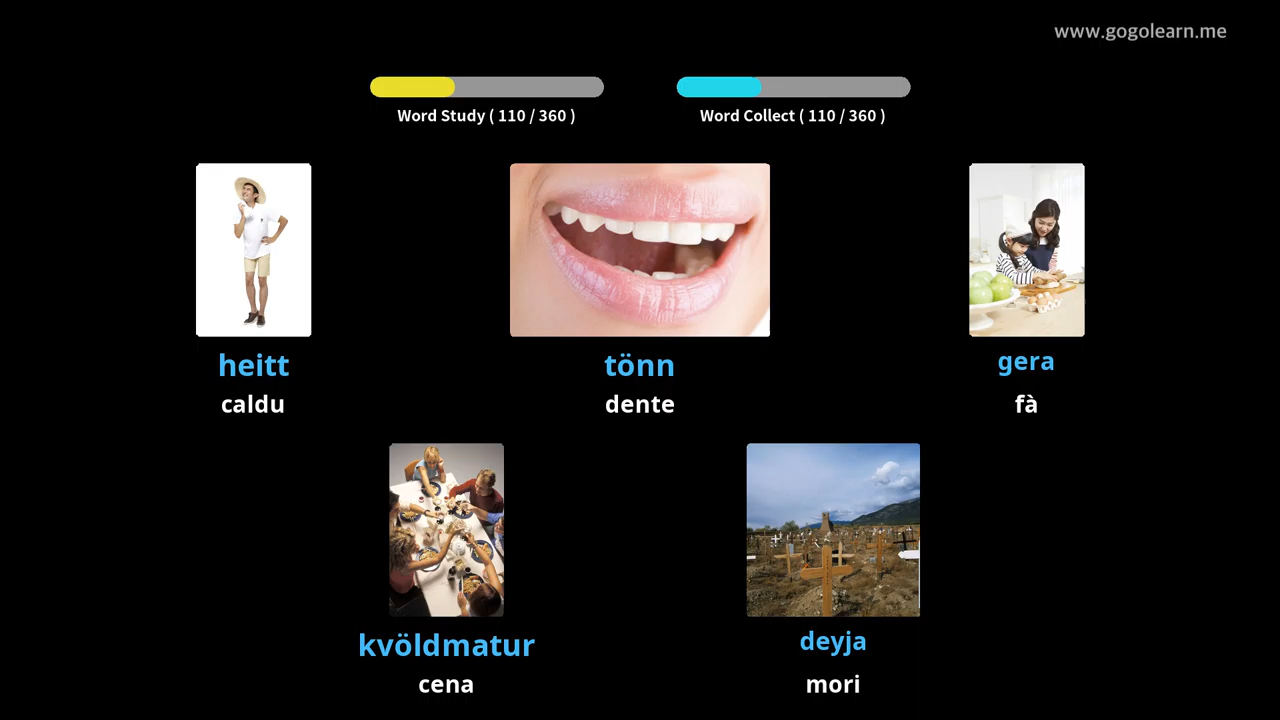 www.gogolearn.me
Word Study ( 110 / 360 )
Word Collect ( 110 / 360 )
heitt
caldu
tönn
dente
gera
fà
kvöldmatur
cena
deyja
mori